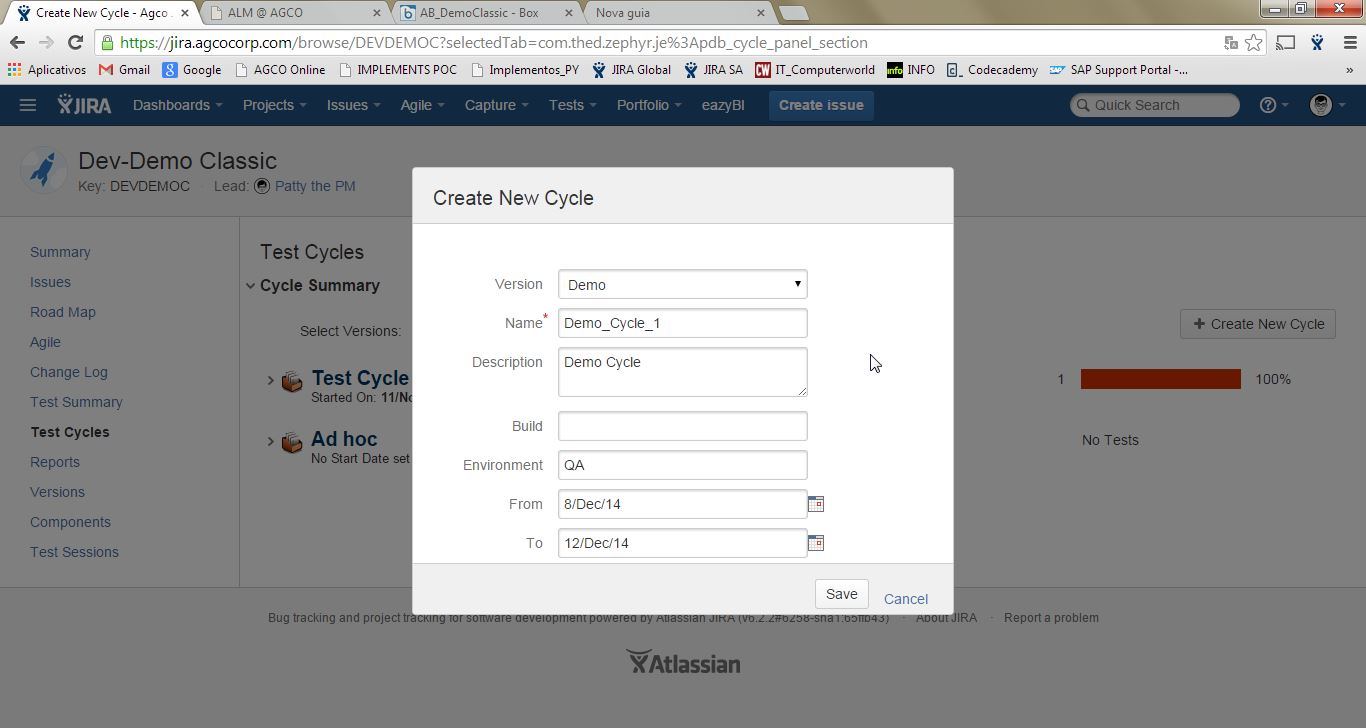 Create New Cycle - Agco .
ALM @ AGCO
AB_DemoClassic - Box
Nova guia
https://jira.agcocorp.com/browse/DEVDEMOC?selectedTab=com.thed.zephyr.je%3Apdb_cycle_panel_section
Aplicativos Gmail Google AGCO Online IMPLEMENTS POC Implementos_PY JIRA Global JIRA SA CW IT_Computerworld info INFO c_ Codecademy SAP Support Portal -... »
JIRA Dashboards Projects Issues Agile Capture Tests Portfolio eazyBI Create issue Quick Search
Dev-Demo Classic
Key: DEVDEMOC · Lead: Patty the PM
Summary
Issues
Road Map
Agile
Change Log
Test Summary
Test Cycles
Reports
Versions
Components
Test Sessions
Test Cycles
Cycle Summary
Select Versions:
+ Create New Cycle
Test Cycle
Started On: 11/No
1 100%
Ad hoc
No Start Date set
No Tests
Create New Cycle
Version Demo
Name* Demo_Cycle_1
Description Demo Cycle
Build
Environment QA
From 8/Dec/14
To 12/Dec/14
Save Cancel
Bug tracking and project tracking for software development powered by Atlassian JIRA (v6.2.2#6258-sha1:65ffb43) · About JIRA · Report a problem
Atlassian